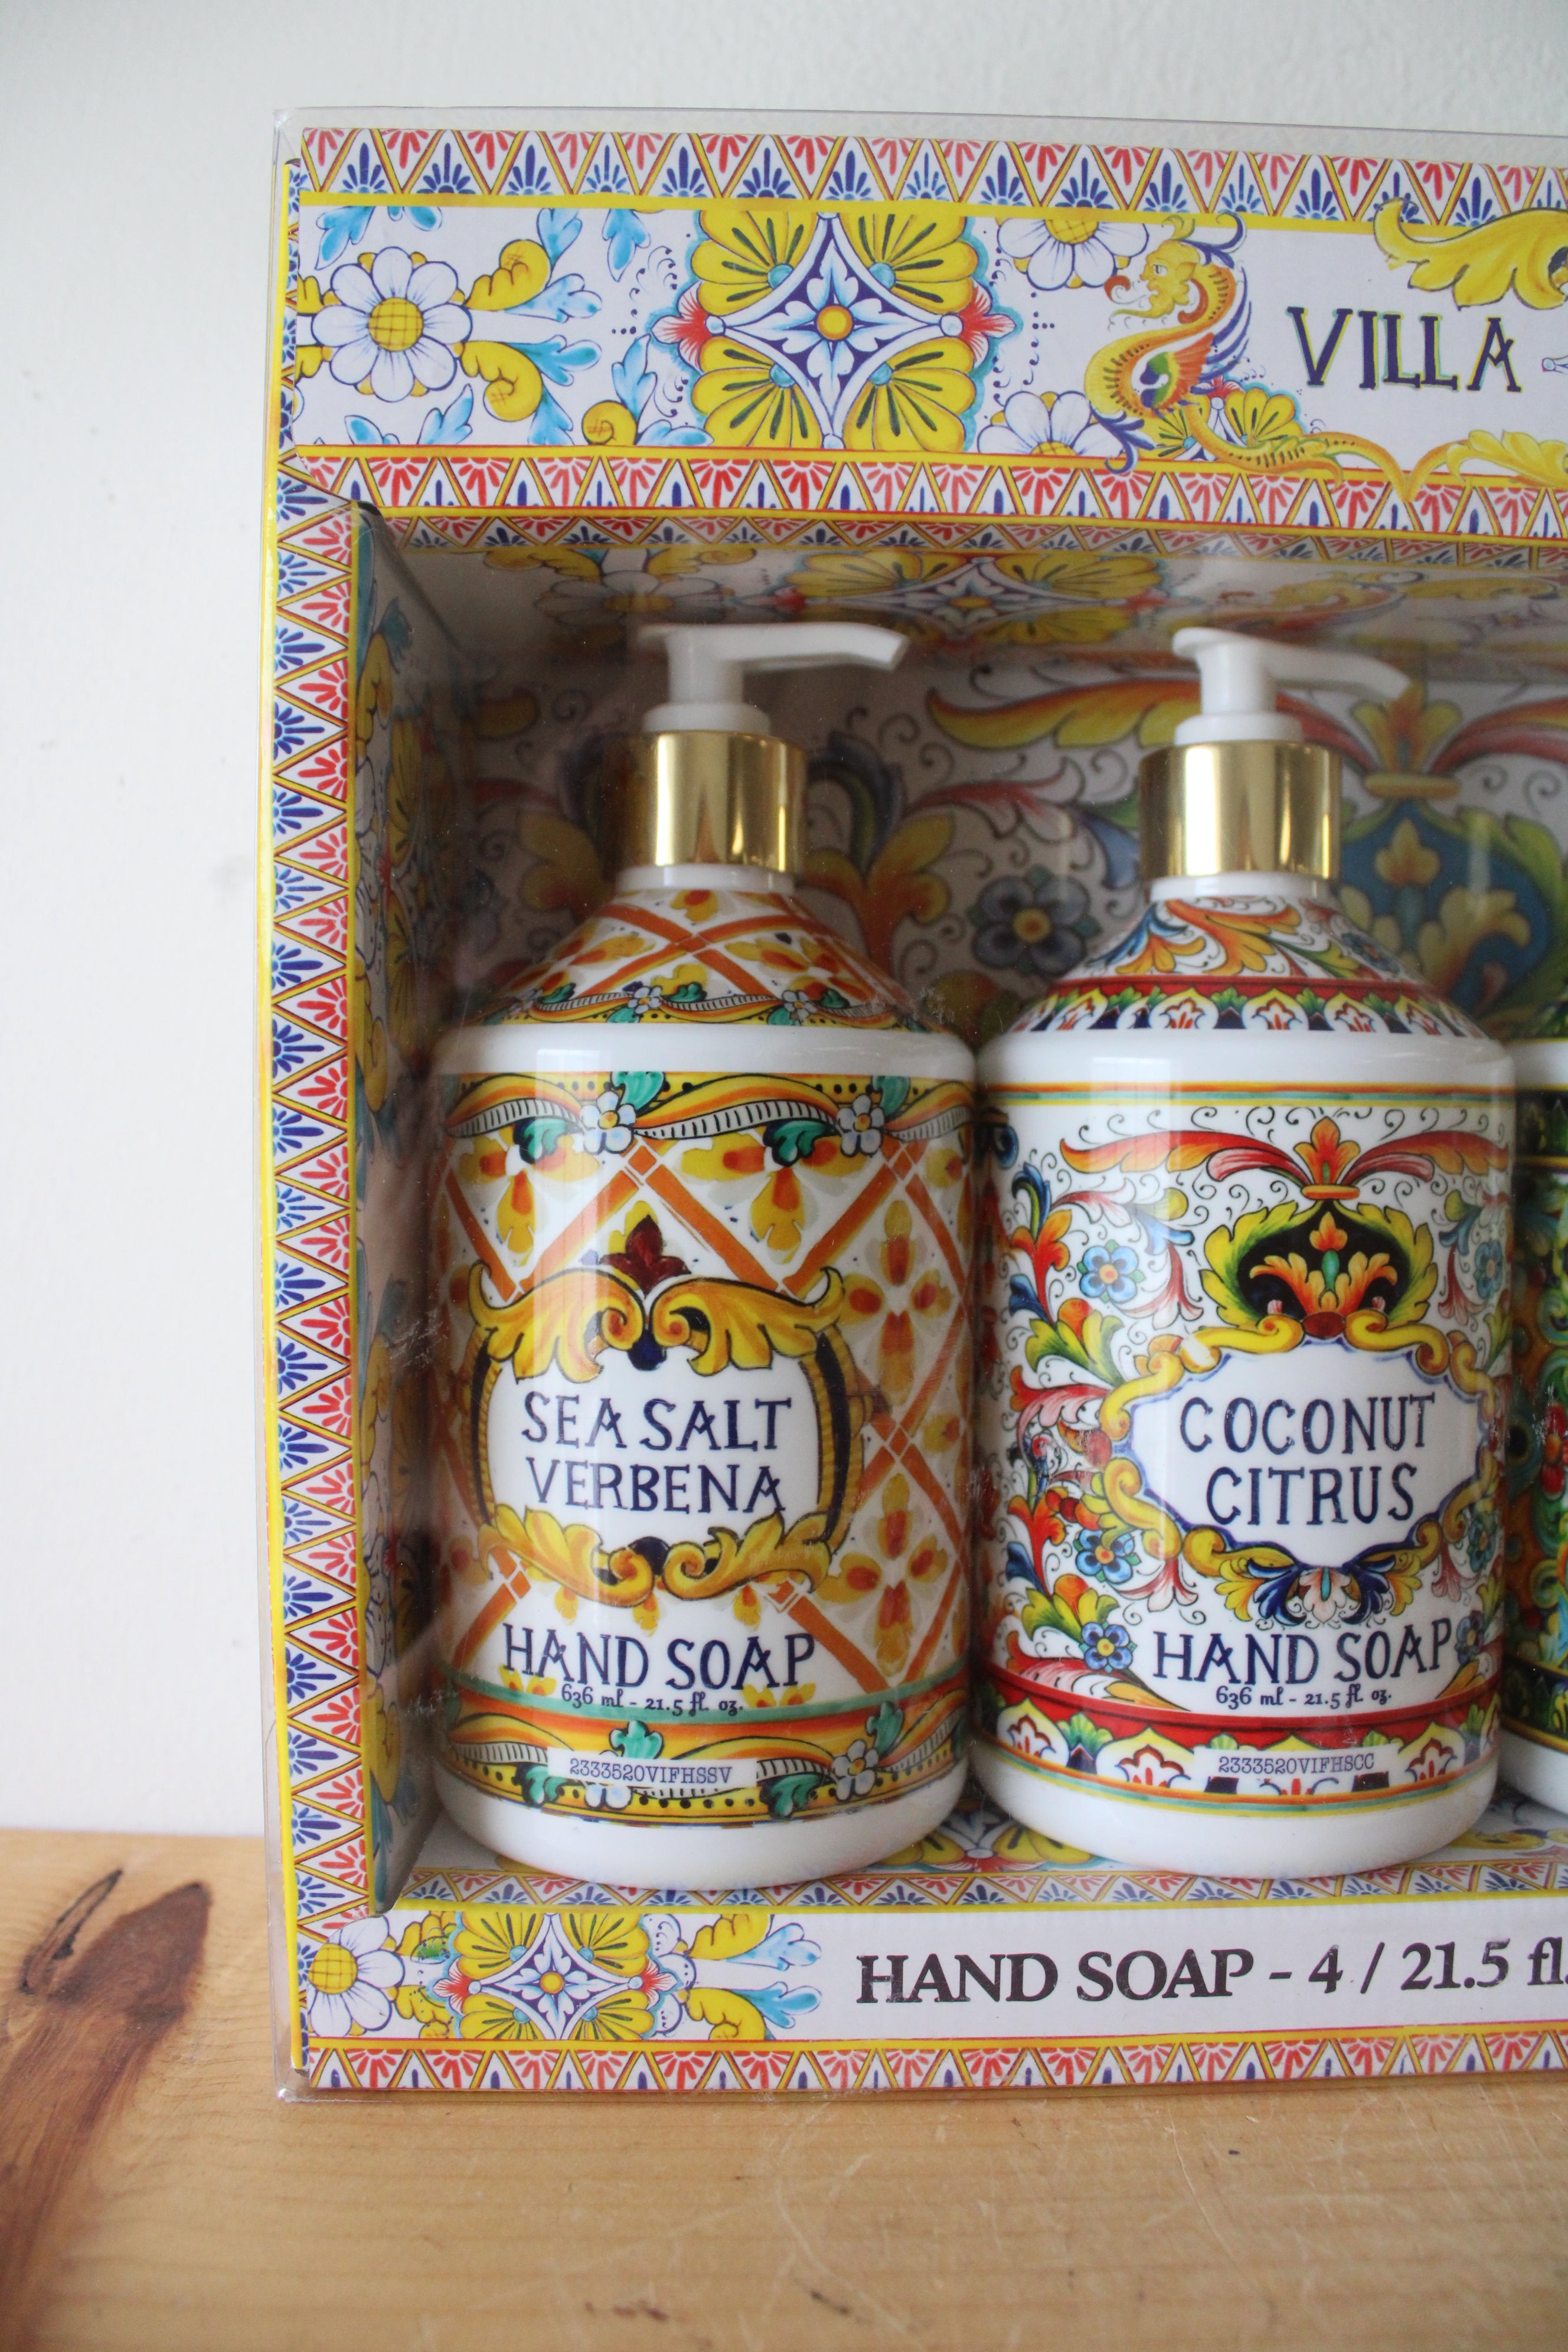 VILLA
SEA SALT
VERBENA
HAND SOAP
636 ml - 21.5 fl. oz.
2333520VIFHSSV
COCONUT
CITRUS
HAND SOAP
636 ml - 21.5 fl. oz.
2333520VIFHSCC
HAND SOAP - 4 / 21.5 fl.